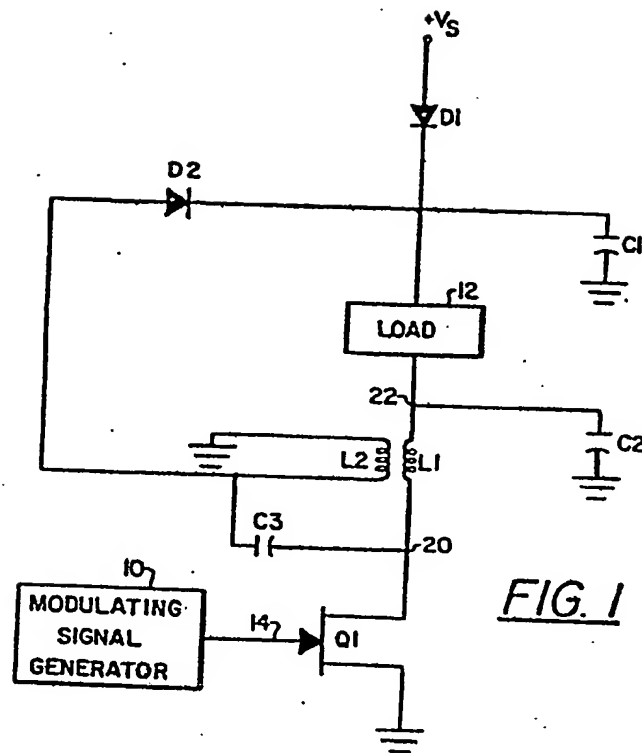 +VS
D1
D2
C1
12
LOAD
22
L2
L1
C2
C3
20
10
MODULATING
SIGNAL
GENERATOR
14
Q1
FIG. 1